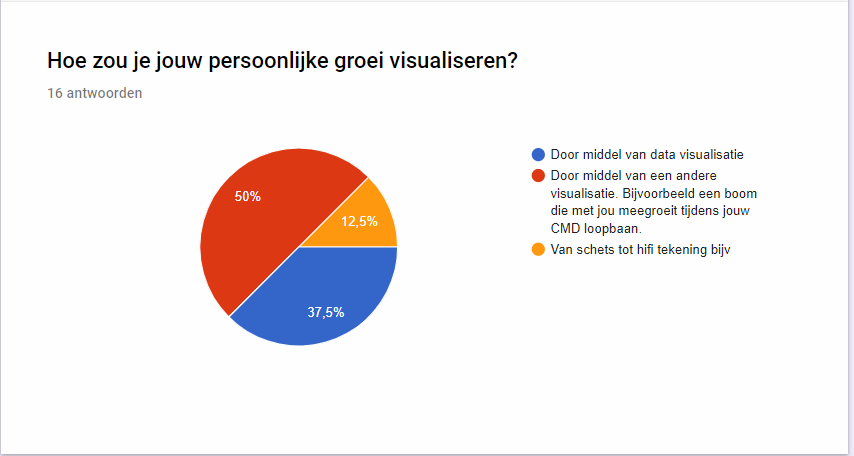 Hoe zou je jouw persoonlijke groei visualiseren?
16 antwoorden
50%
12,5%
37,5%
Door middel van data visualisatie
Door middel van een andere
visualisatie. Bijvoorbeeld een boom
die met jou meegroeit tijdens jouw
CMD loopbaan.
Van schets tot hifi tekening bijv